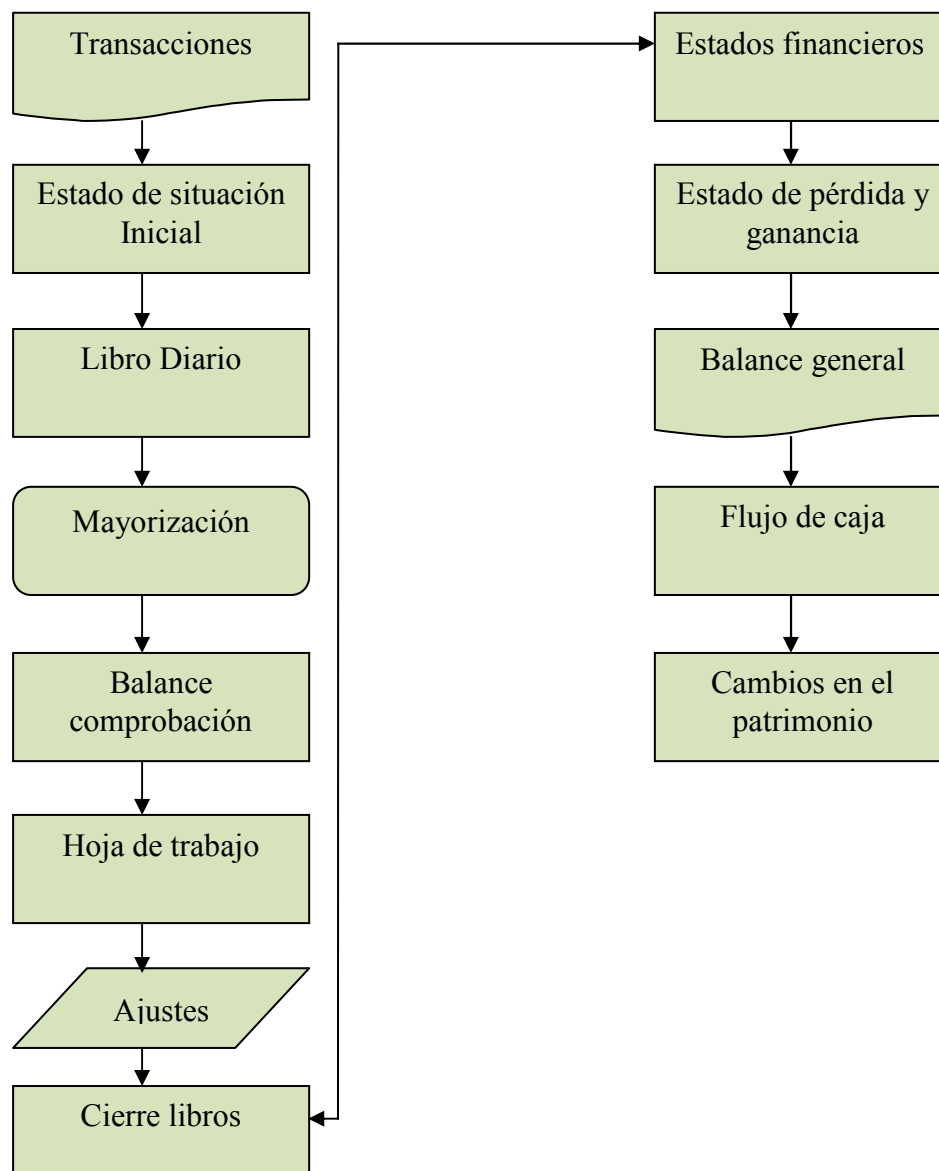 Transacciones
Estado de situación
Inicial
Libro Diario
Mayorización
Balance
comprobación
Hoja de trabajo
Ajustes
Cierre libros
Estados financieros
Estado de pérdida y
ganancia
Balance general
Flujo de caja
Cambios en el
patrimonio